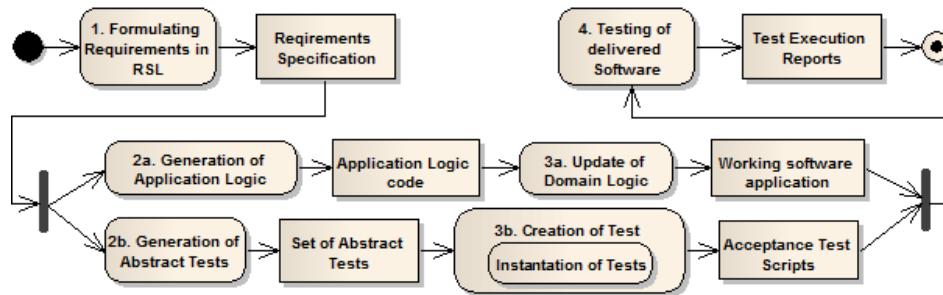 1. Formulating
Requirements in
RSL
Reqirements
Specification
4. Testing of
delivered
Software
Test Execution
Reports
2a. Generation of
Application Logic
Application Logic
code
3a. Update of
Domain Logic
Working software
application
2b. Generation of
Abstract Tests
Set of Abstract
Tests
3b. Creation of Test
Instantation of Tests
Acceptance Test
Scripts